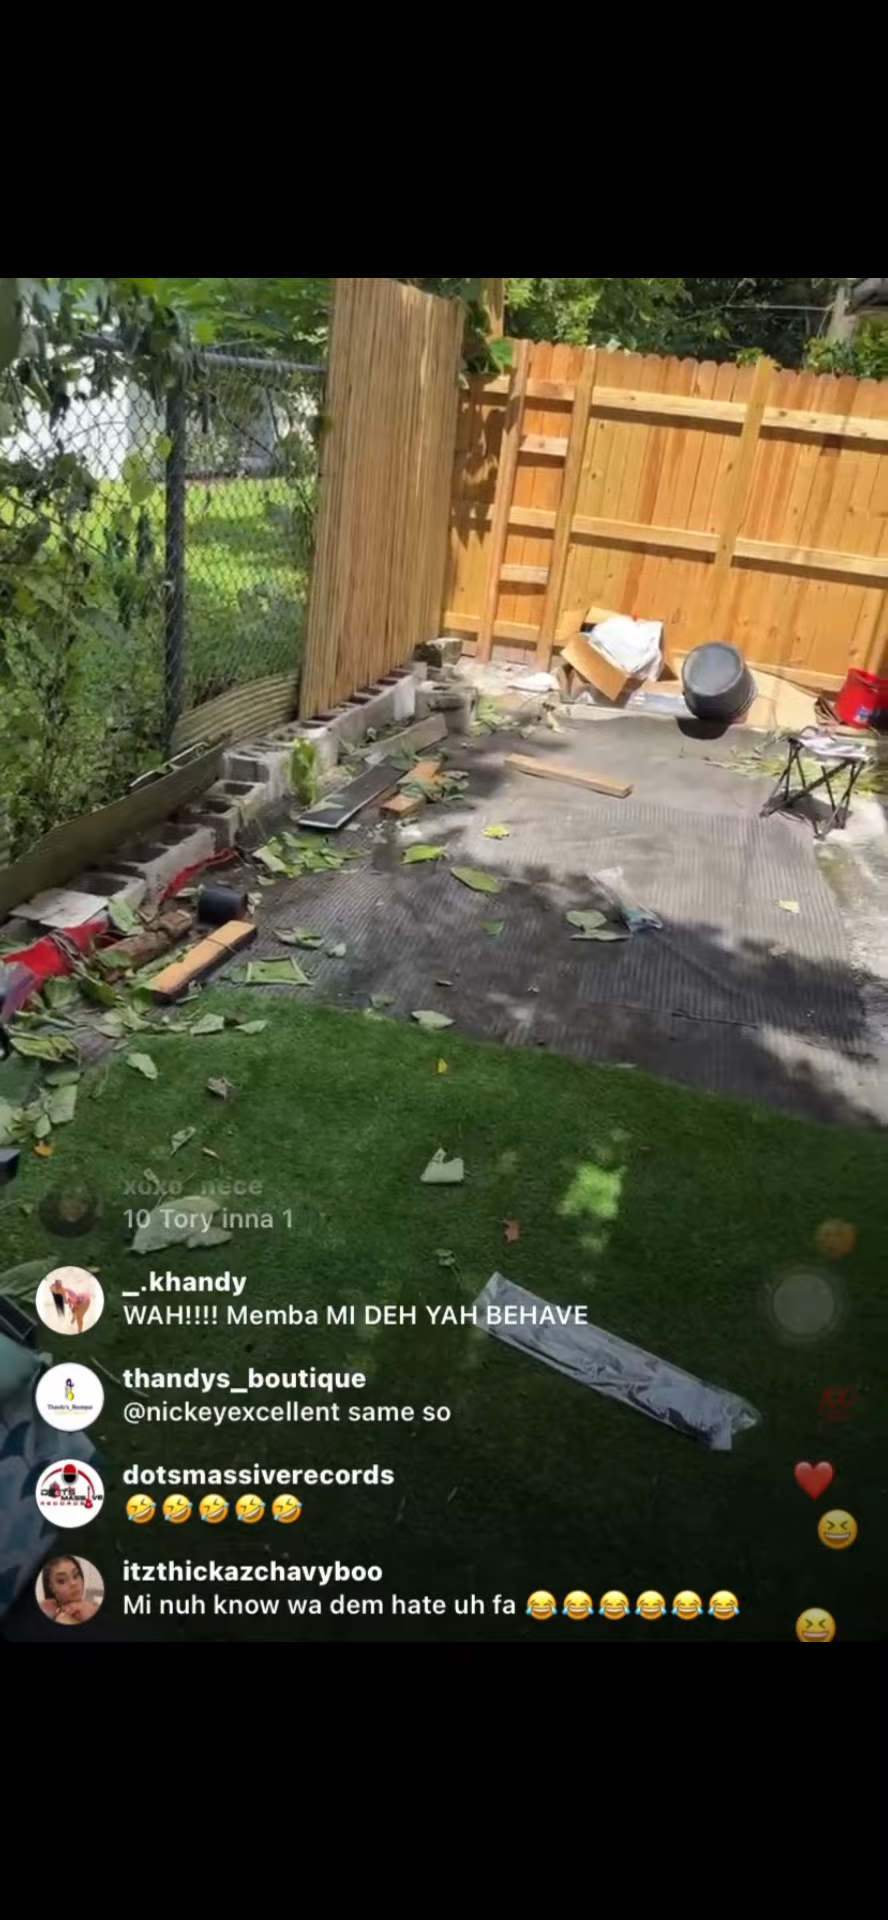 xoxo_nece
10 Tory inna 1
_.khandy
WAH!!!! Memba MI DEH YAH BEHAVE
thandys_boutique
@nickeyexcellent same so
dotsmassiverecords
🤣🤣🤣🤣🤣
itzthickazchavyboo
Mi nuh know wa dem hate uh fa 😂😂😂😂😂😂